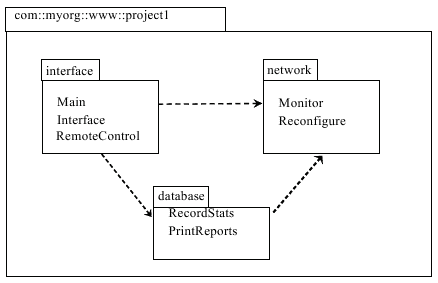 com::myorg::www::project1
interface
Main
Interface
RemoteControl
network
Monitor
Reconfigure
database
RecordStats
PrintReports